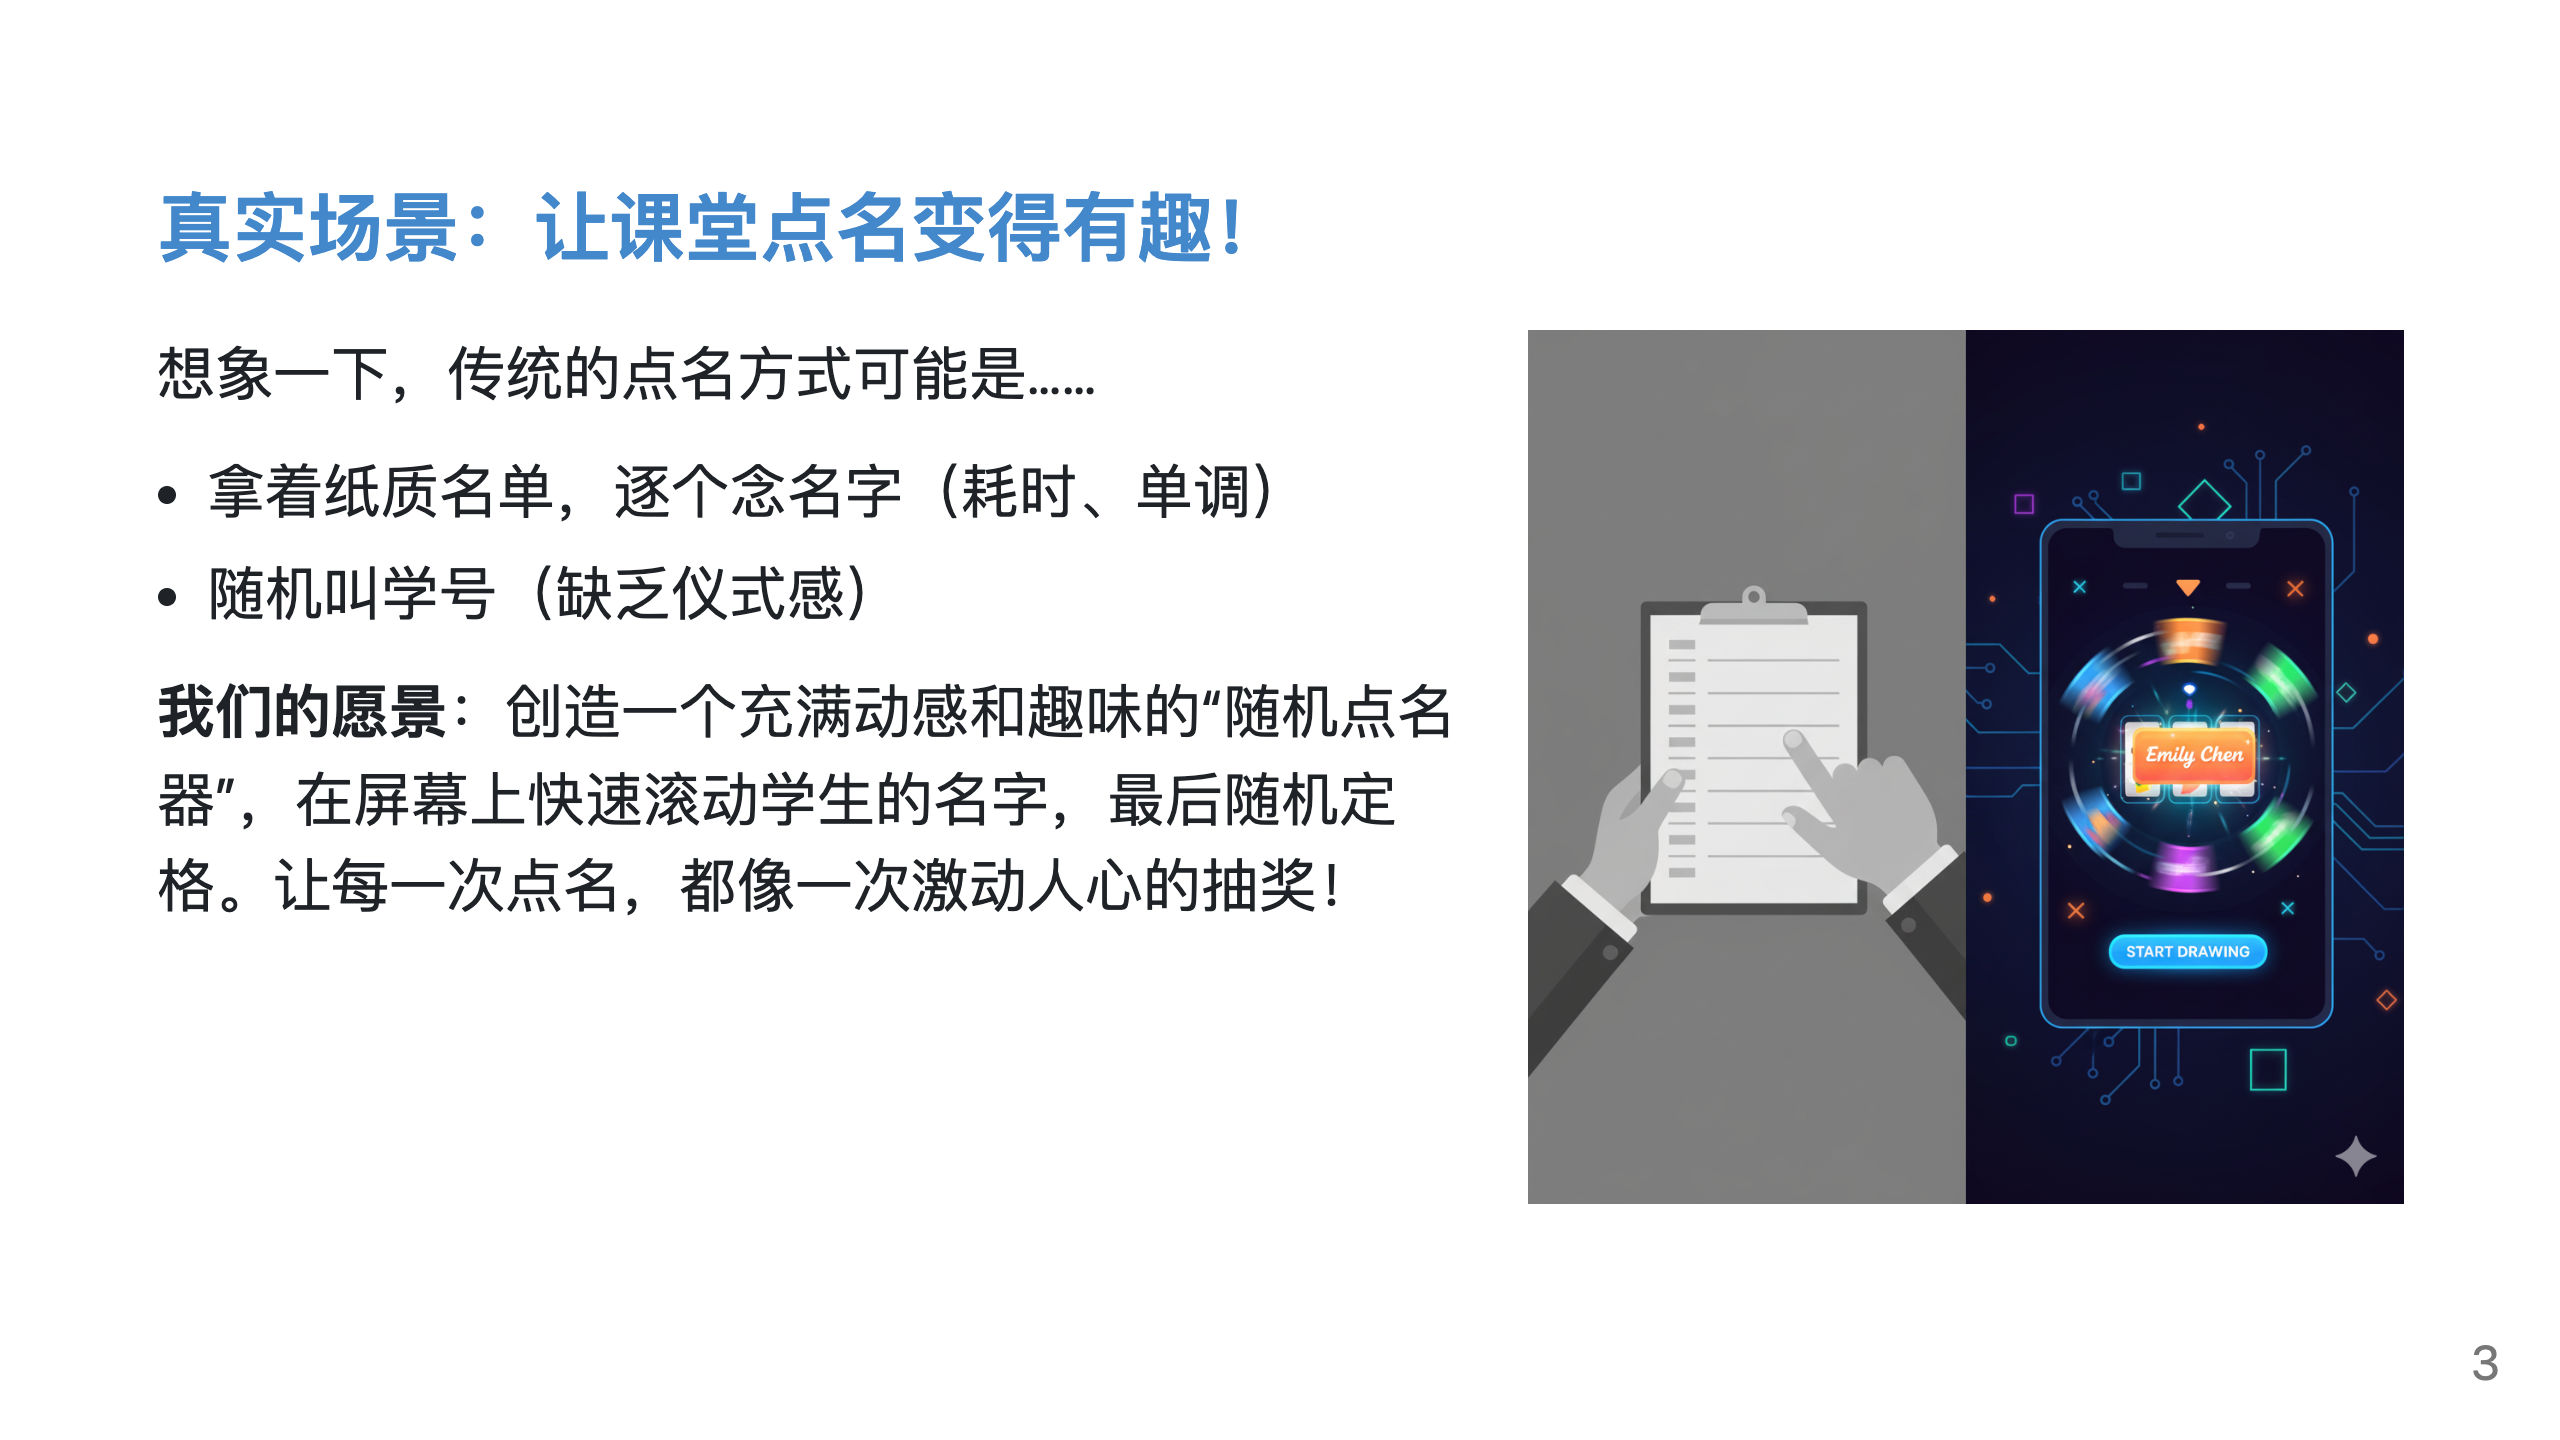 真实场景：让课堂点名变得有趣！
想象一下，传统的点名方式可能是……
• 拿着纸质名单，逐个念名字（耗时、单调）
• 随机叫学号（缺乏仪式感）
我们的愿景：创造一个充满动感和趣味的“随机点名
器”，在屏幕上快速滚动学生的名字，最后随机定
格。让每一次点名，都像一次激动人心的抽奖！
Emily Chen
START DRAWING
3